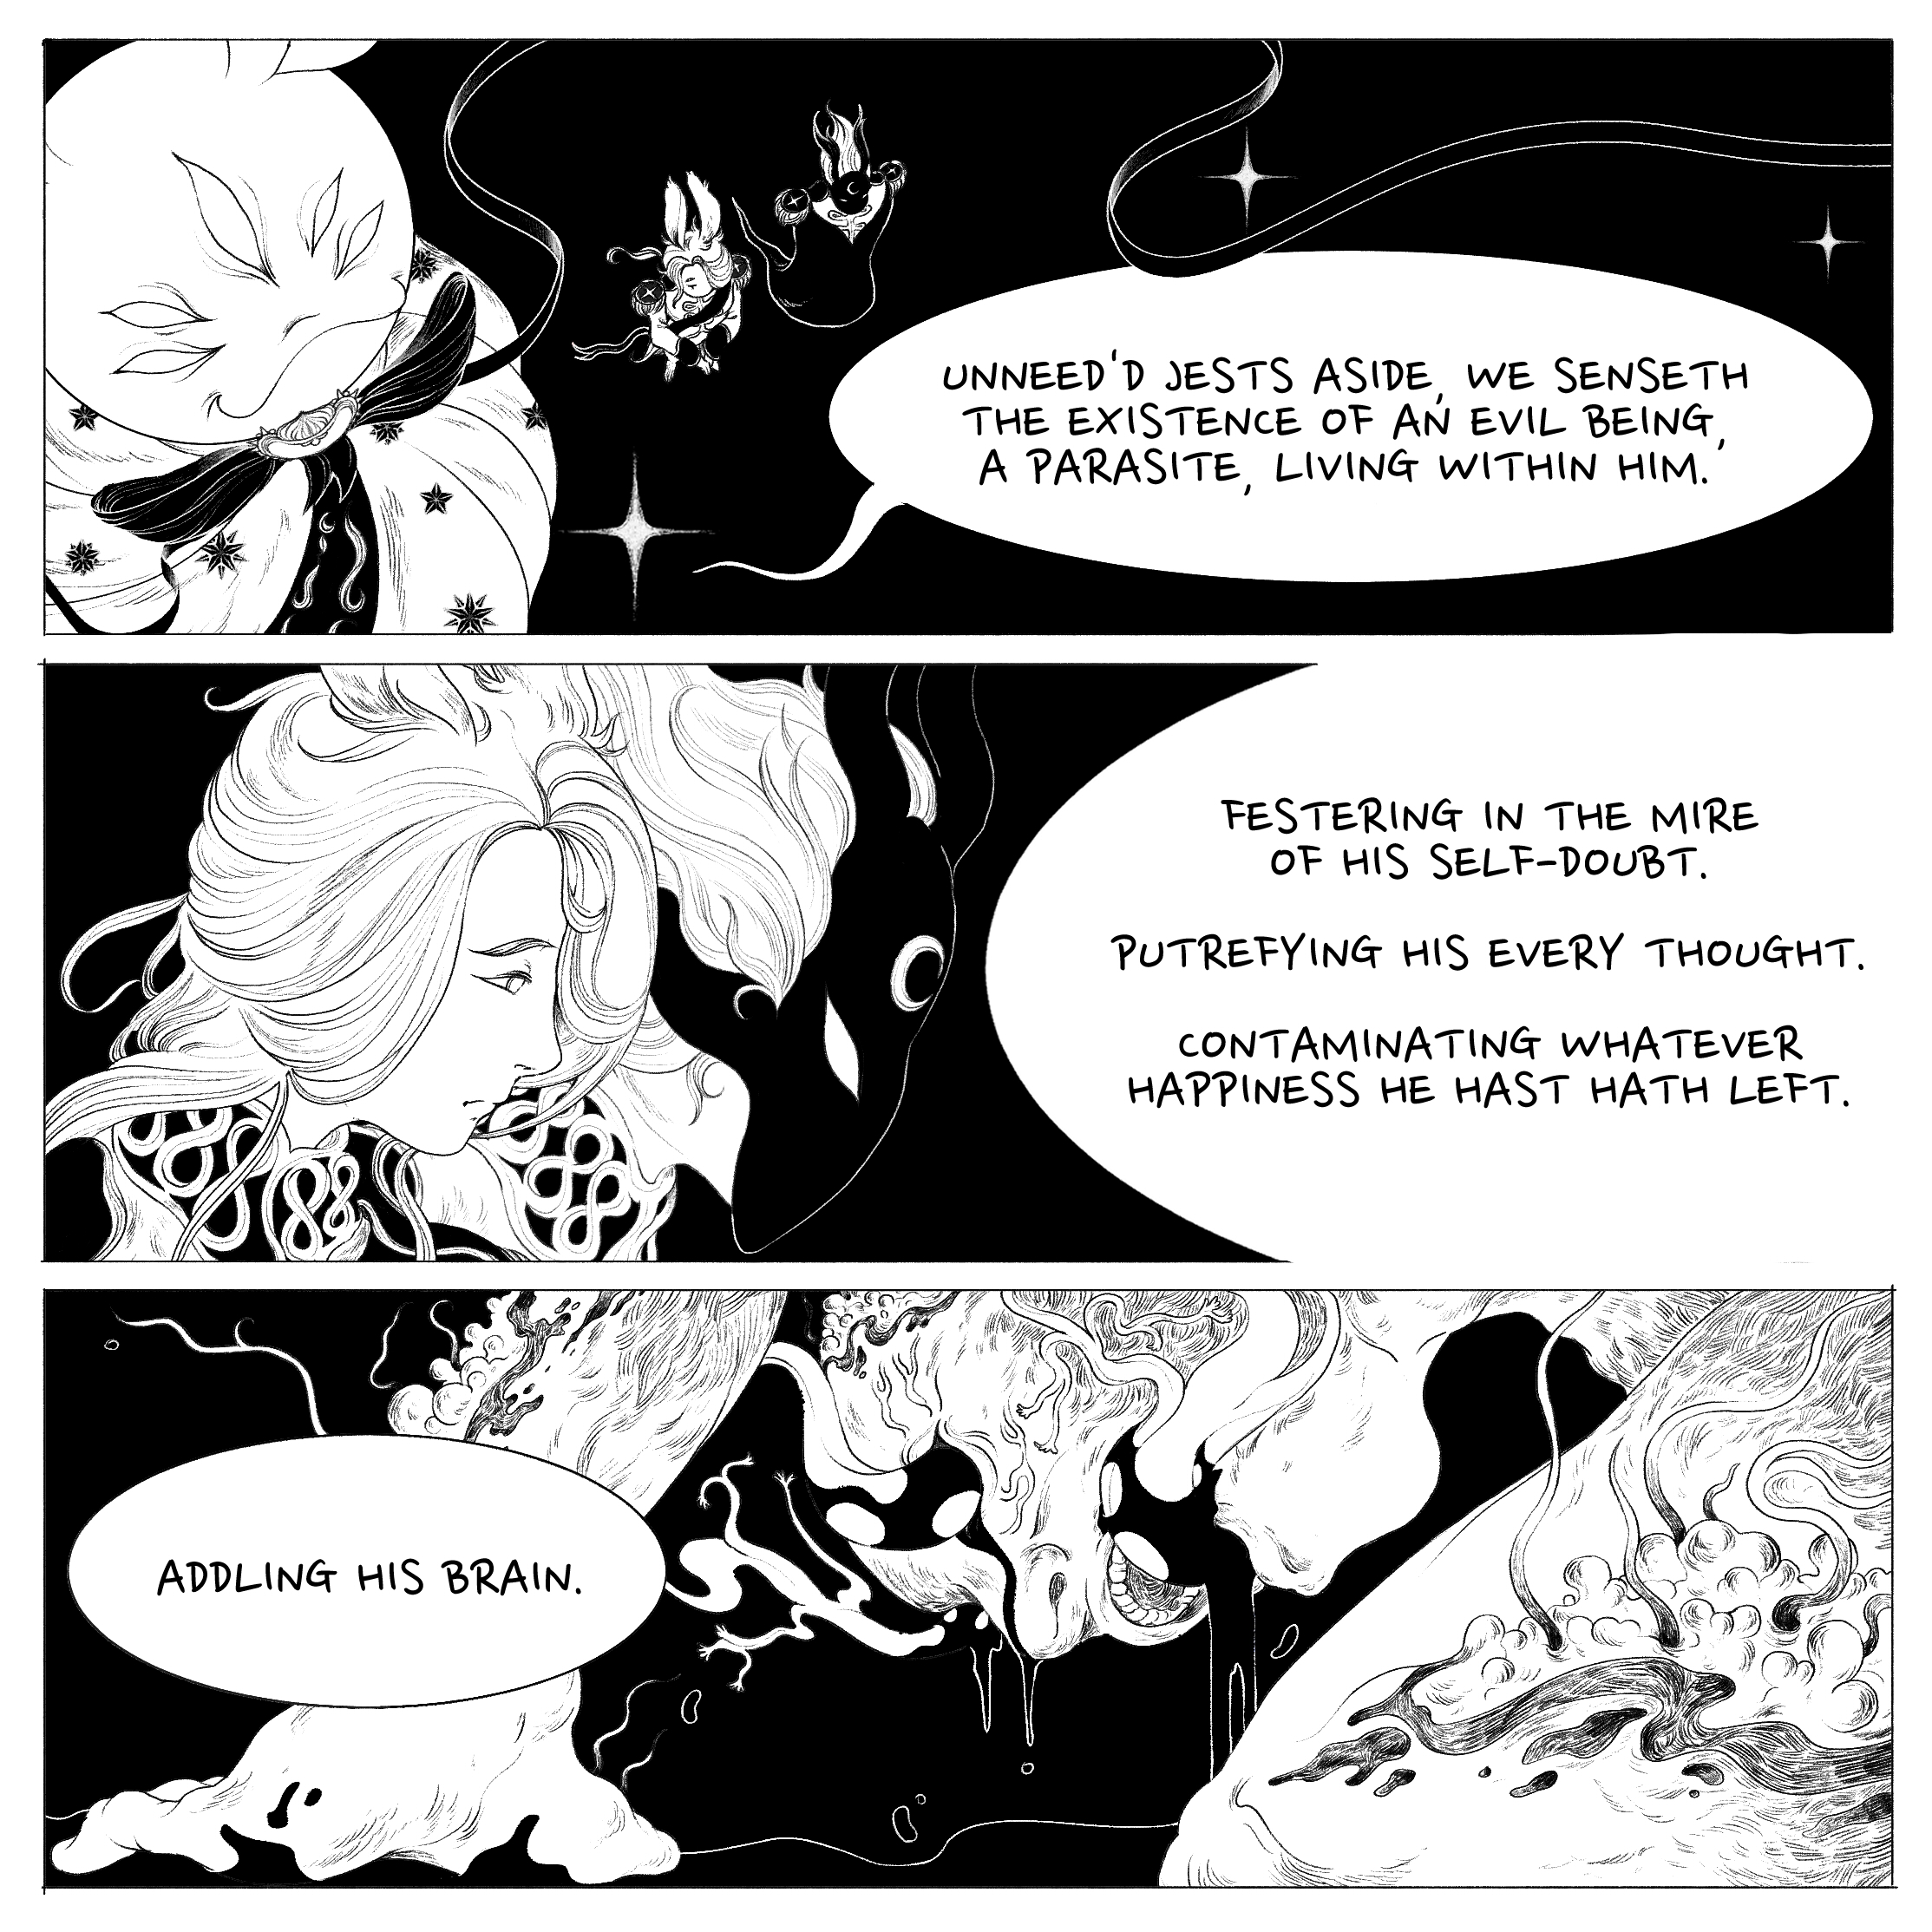 UNNEED'D JESTS ASIDE, WE SENSETH
THE EXISTENCE OF AN EVIL BEING,
A PARASITE, LIVING WITHIN HIM.
FESTERING IN THE MIRE
OF HIS SELF-DOUBT.
PUTREFYING HIS EVERY THOUGHT.
CONTAMINATING WHATEVER
HAPPINESS HE HAST HATH LEFT.
ADDLING HIS BRAIN.